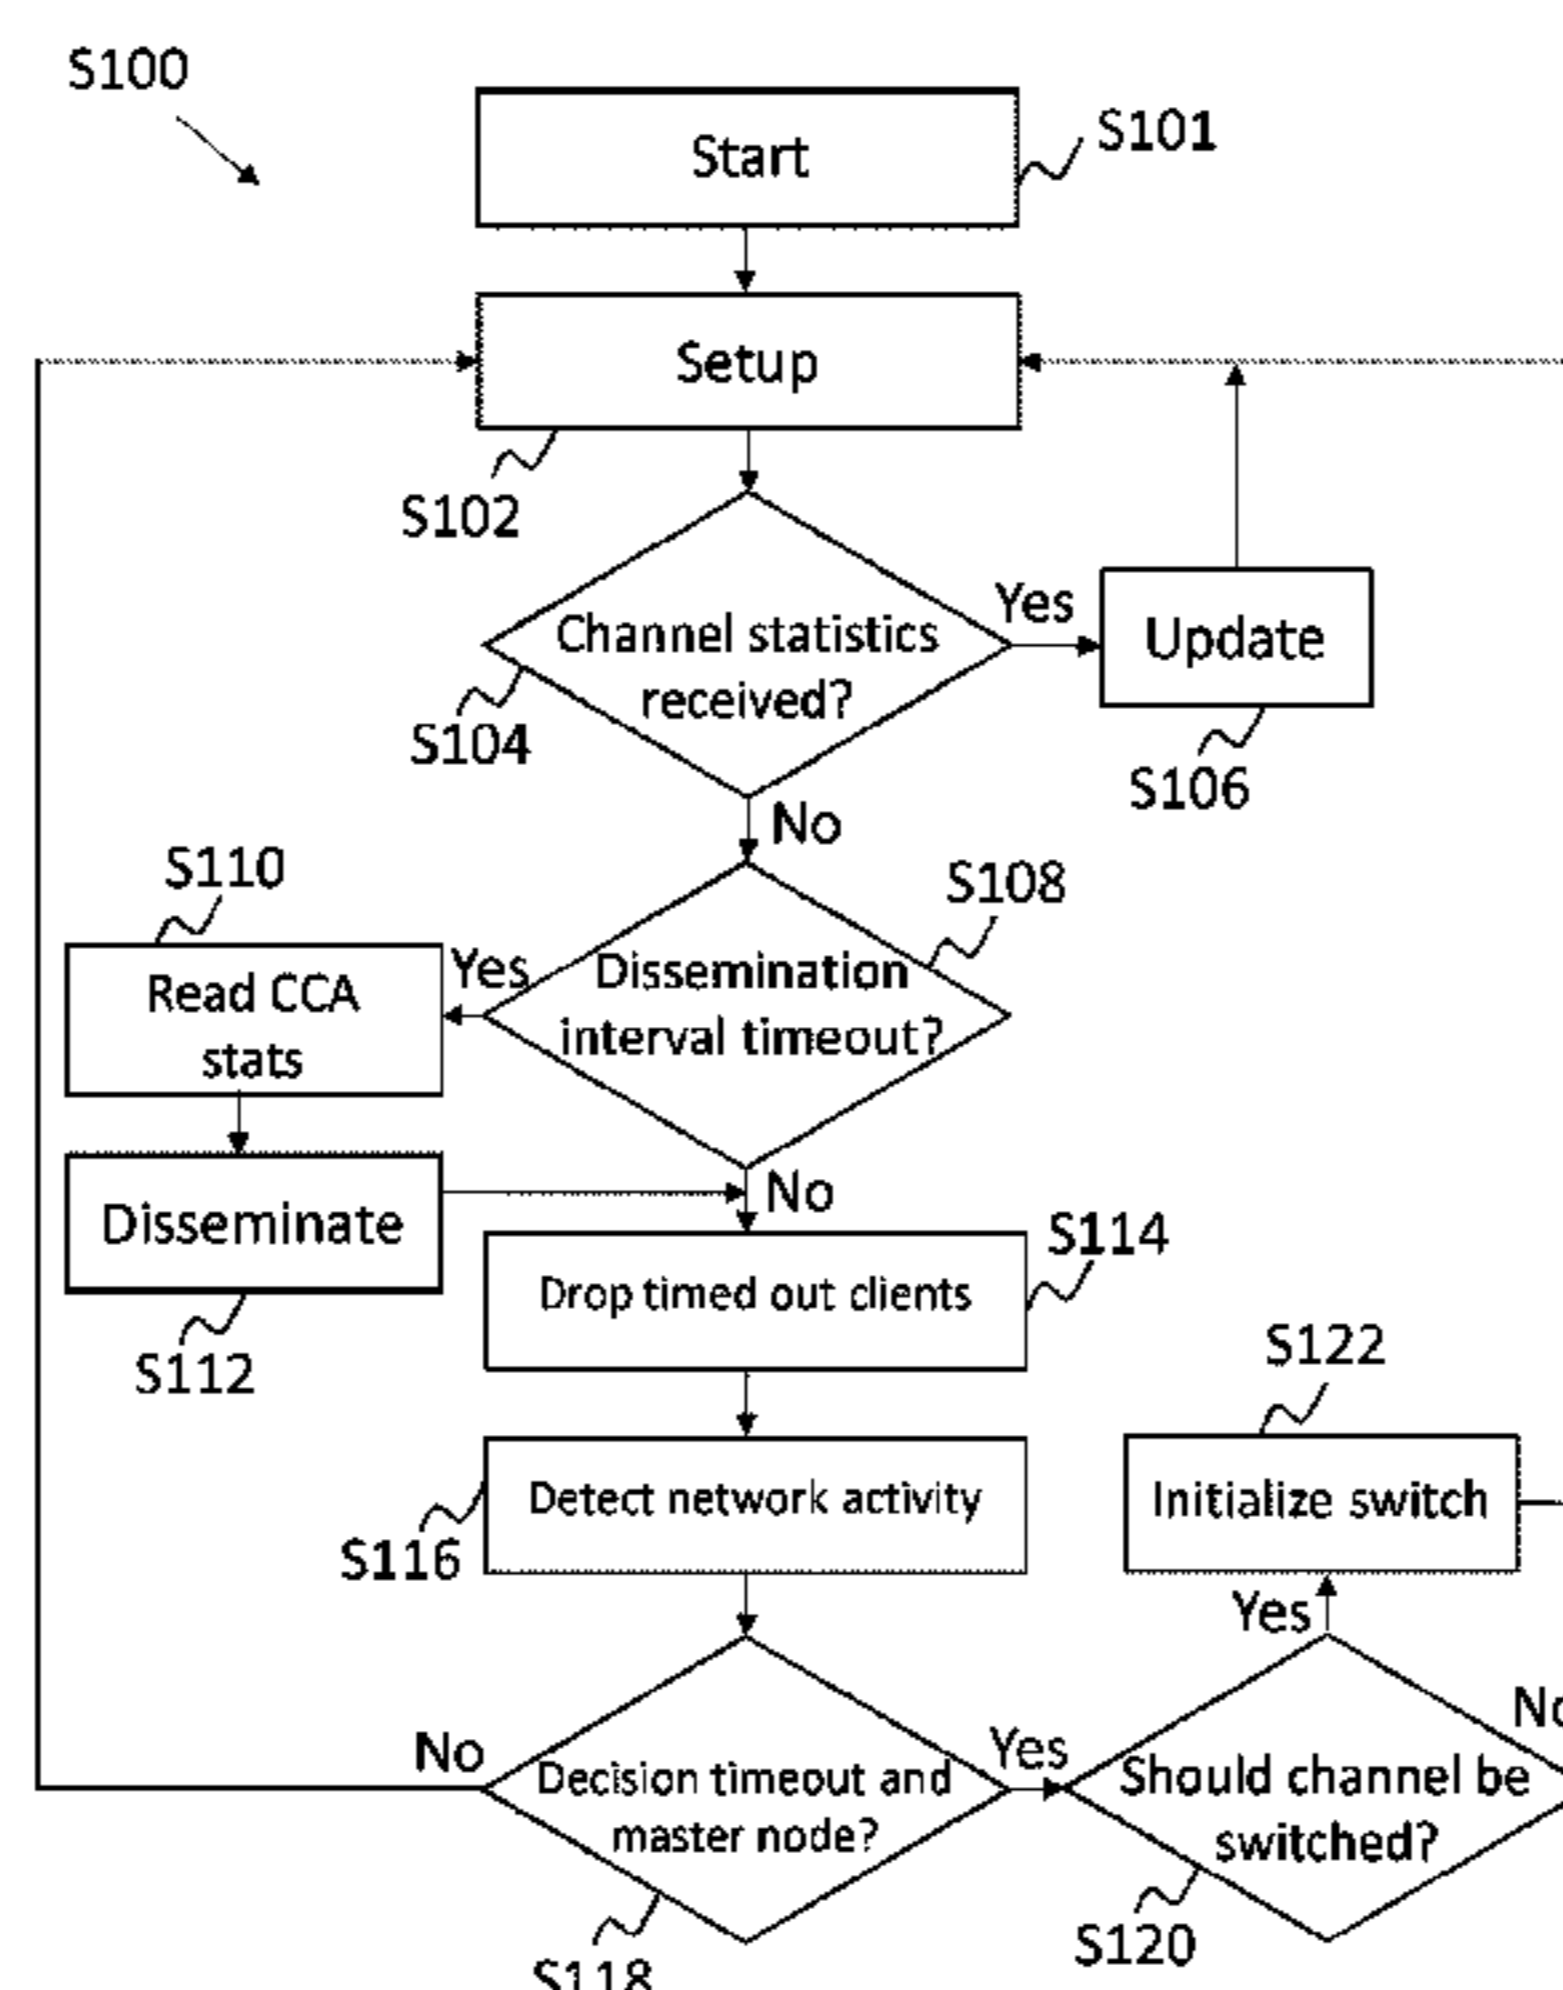 S100
Start
S101
Setup
S102
Channel statistics
received?
S104
Yes
Update
S106
No
S108
S110
Dissemination
interval timeout?
Yes
Read CCA
stats
Disseminate
No
S112
S114
Drop timed out clients
S122
Detect network activity
S116
Initialize switch
Yes
No
No
Decision timeout and
master node?
Yes
Should channel be
switched?
S118
S120